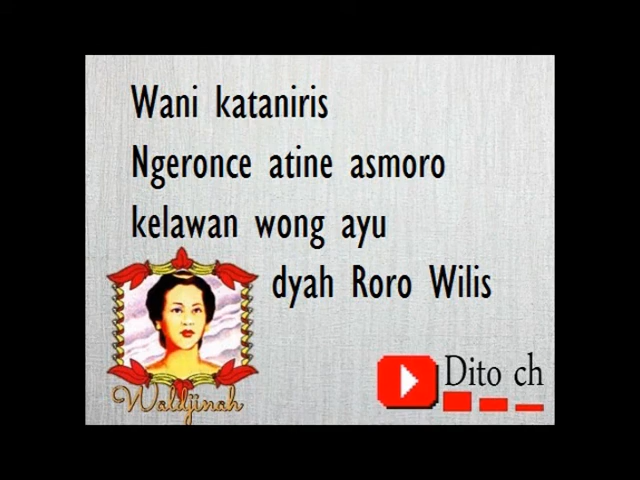 Wani kataniris
Ngeronce atine asmoro
kelawan wong ayu
dyah Roro Wilis
Waldjinah
Dito ch